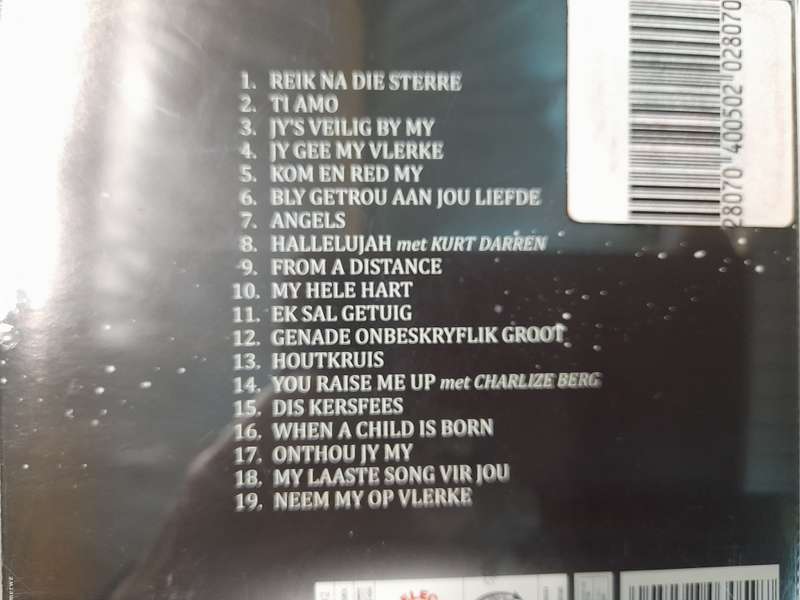 1. REIK NA DIE STERRE
2. TI AMO
3. JY'S VEILIG BY MY
4. JY GEE MY VLERKE
5. KOM EN RED MY
6. BLY GETROU AAN JOU LIEFDE
7. ANGELS
8. HALLELUJAH met KURT DARREN
9. FROM A DISTANCE
10. MY HELE HART
11. EK SAL GETUIG
12. GENADE ONBESKRYFLIK GROOT
13. HOUTKRUIS
14. YOU RAISE ME UP met CHARLIZE BERG
15. DIS KERSFEES
16. WHEN A CHILD IS BORN
17. ONTHOU JY MY
18. MY LAASTE SONG VIR JOU
19. NEEM MY OP VLERKE
28070 400502 028070